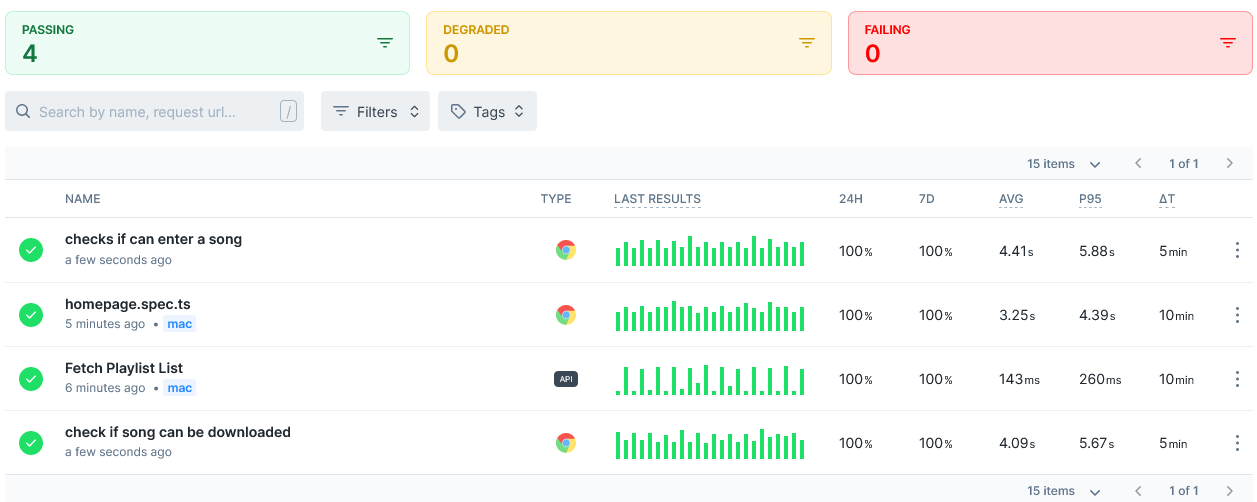 PASSING
4
DEGRADED
0
FAILING
0
Search by name, request url...
/
Filters
Tags
15 items
1 of 1
NAME TYPE LAST RESULTS 24H 7D AVG P95 ΔT
checks if can enter a song
a few seconds ago
100% 100% 4.41s 5.88s 5min
homepage.spec.ts
5 minutes ago • mac
100% 100% 3.25s 4.39s 10min
Fetch Playlist List
6 minutes ago • mac
API
100% 100% 143ms 260ms 10min
check if song can be downloaded
a few seconds ago
100% 100% 4.09s 5.67s 5min
15 items
1 of 1